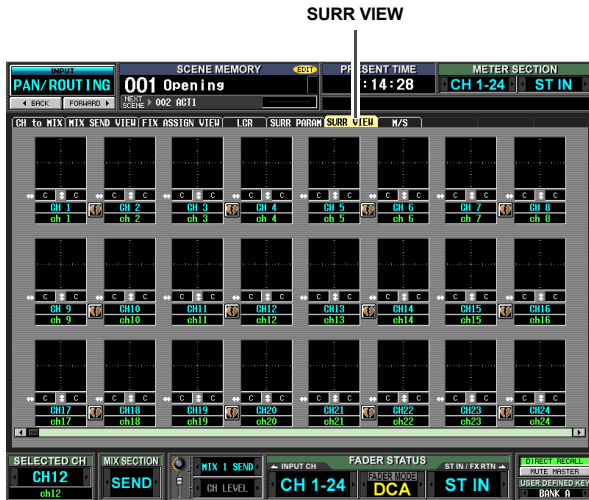 SURR VIEW
INPUT SCENE MEMORY EDIT PRESENT TIME METER SECTION
PAN/ROUTING 001 Opening :14:28 CH 1-24 ST IN
BACK FORWARD NEXT SCENE 002 ACT1
CH to MIX MIX SEND VIEW FIX ASSIGN VIEW LCR SURR PARAM SURR VIEW M/S
C C C C C C C C C C C C C C C C
CH 1 CH 2 CH 3 CH 4 CH 5 CH 6 CH 7 CH 8
ch 1 ch 2 ch 3 ch 4 ch 5 ch 6 ch 7 ch 8
C C C C C C C C C C C C C C C C
CH 9 CH10 CH11 CH12 CH13 CH14 CH15 CH16
ch 9 ch10 ch11 ch12 ch13 ch14 ch15 ch16
C C C C C C C C C C C C C C C C
CH17 CH18 CH19 CH20 CH21 CH22 CH23 CH24
ch17 ch18 ch19 ch20 ch21 ch22 ch23 ch24
SELECTED CH MIX SECTION MIX 1 SEND INPUT CH FADER STATUS ST IN / FX RTN DIRECT RECALL
MUTE MASTER
CH12 SEND CH LEVEL CH 1-24 FADER MODE DCA ST IN USER DEFINED KEY
ch12 BANK A